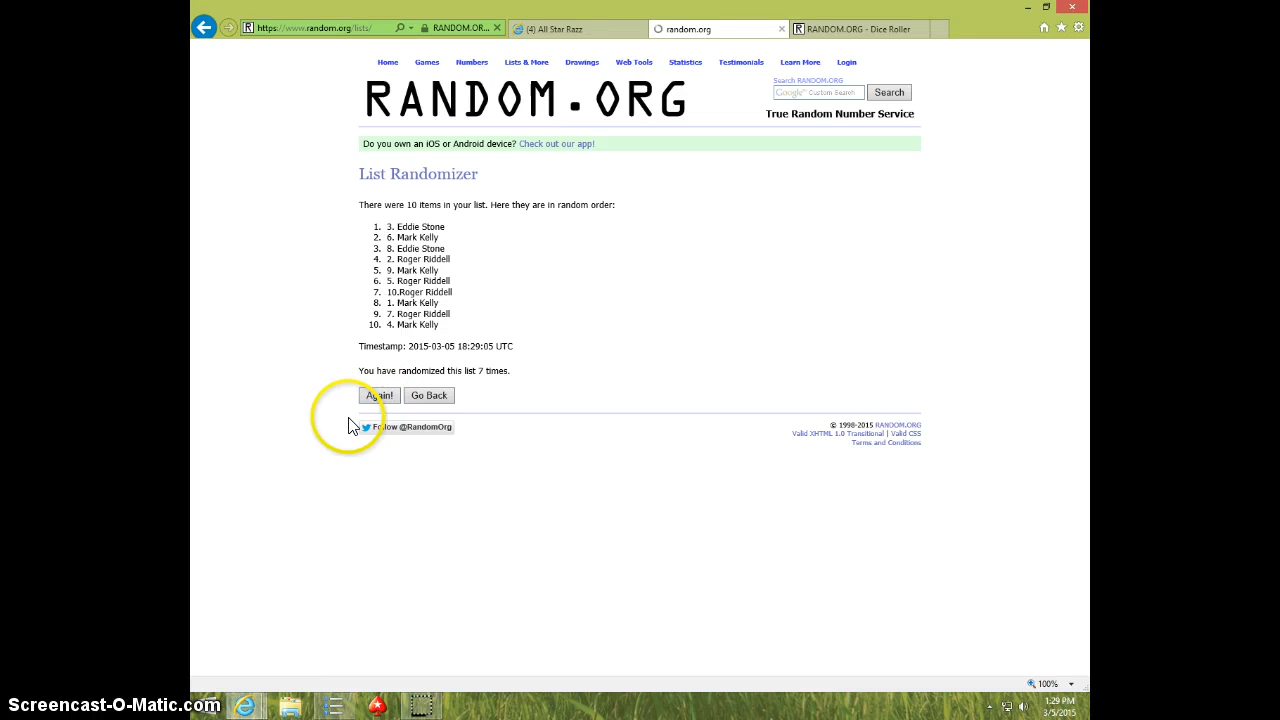 https://www.random.org/lists/
RANDOM.OR...
(4) All Star Razz
random.org
RANDOM.ORG - Dice Roller
Home Games Numbers Lists & More Drawings Web Tools Statistics Testimonials Learn More Login
RANDOM.ORG
Search RANDOM.ORG
Google™ Custom Search
Search
True Random Number Service
Do you own an iOS or Android device? Check out our app!
List Randomizer
There were 10 items in your list. Here they are in random order:
1. 3. Eddie Stone
2. 6. Mark Kelly
3. 8. Eddie Stone
4. 2. Roger Riddell
5. 9. Mark Kelly
6. 5. Roger Riddell
7. 10.Roger Riddell
8. 1. Mark Kelly
9. 7. Roger Riddell
10. 4. Mark Kelly
Timestamp: 2015-03-05 18:29:05 UTC
You have randomized this list 7 times.
Again! Go Back
Follow @RandomOrg
© 1998-2015 RANDOM.ORG
Valid XHTML 1.0 Transitional | Valid CSS
Terms and Conditions
100%
Screencast-O-Matic.com
1:29 PM
3/5/2015